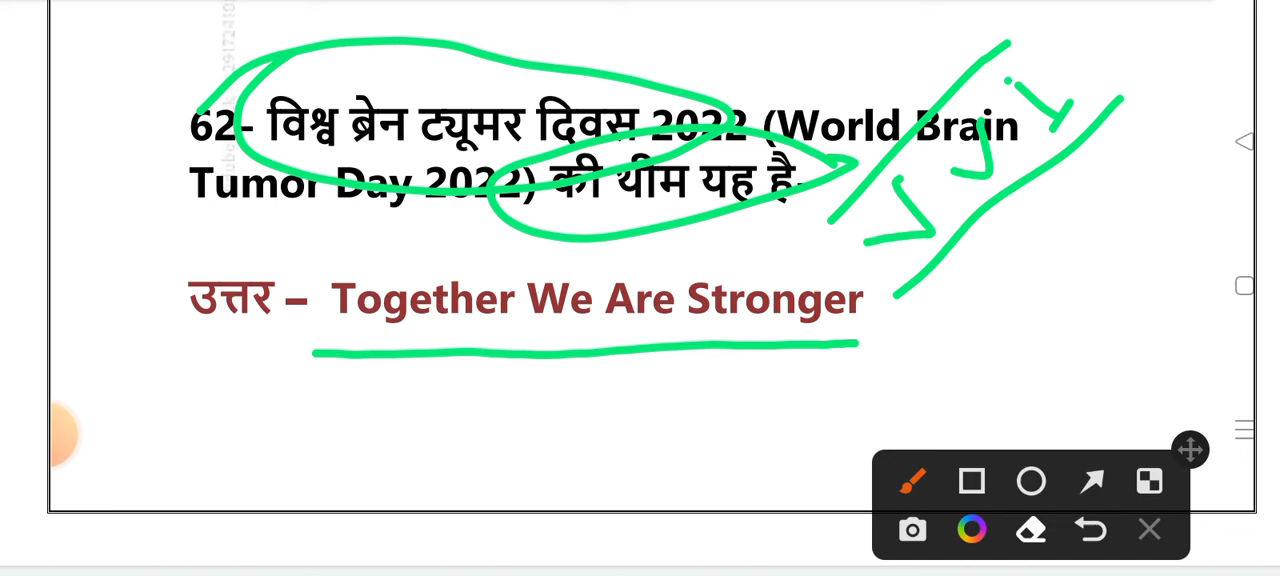 62- विश्व ब्रेन ट्यूमर दिवस 2022 (World Brain
Tumor Day 2022) की थीम यह है-
उत्तर – Together We Are Stronger